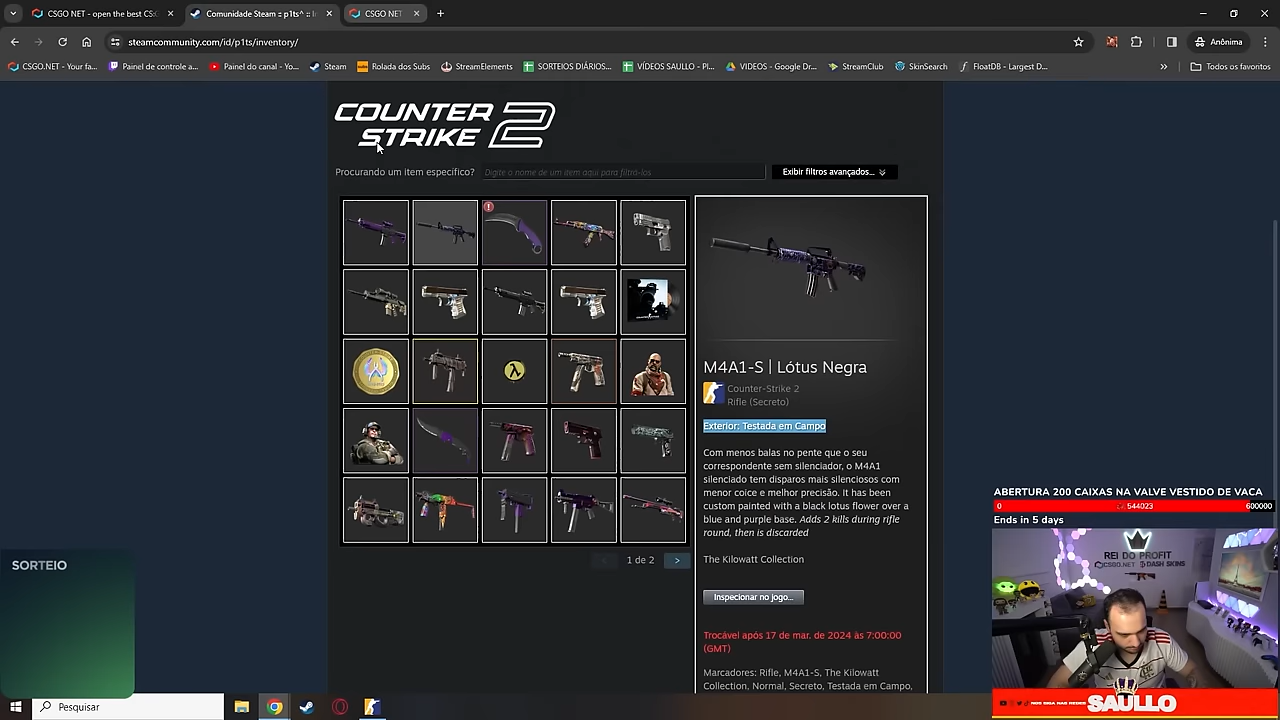 CSGO NET - open the best CS:
Comunidade Steam :: p1ts^ :: I
CSGO NET
steamcommunity.com/id/p1ts/inventory/
Anônima
CSGO.NET - Your fa...
Painel de controle a...
Painel do canal - Yo...
Steam
Rolada dos Subs
StreamElements
SORTEIOS DIÁRIOS...
VÍDEOS SAULLO - Pl...
VIDEOS - Google Dr...
StreamClub
SkinSearch
FloatDB - Largest D...
Todos os favoritos
COUNTER
STRIKE 2
Procurando um item específico?
Digite o nome de um item aqui para filtrá-los
Exibir filtros avançados...
M4A1-S | Lótus Negra
Counter-Strike 2
Rifle (Secreto)
Exterior: Testada em Campo
Com menos balas no pente que o seu
correspondente sem silenciador, o M4A1
silenciado tem disparos mais silenciosos com
menor coice e melhor precisão. It has been
custom painted with a black lotus flower over a
blue and purple base. Adds 2 kills during rifle
round, then is discarded
The Kilowatt Collection
Inspecionar no jogo...
Trocável após 17 de mar. de 2024 às 7:00:00
(GMT)
Marcadores: Rifle, M4A1-S, The Kilowatt
Collection, Normal, Secreto, Testada em Campo,
< 1 de 2 >
ABERTURA 200 CAIXAS NA VALVE VESTIDO DE VACA
0
544023
600000
Ends in 5 days
SORTEIO
REI DO PROFIT
CSGO.NET
DASH SKINS
NOS SIGA NAS REDES
SAULLO
Pesquisar